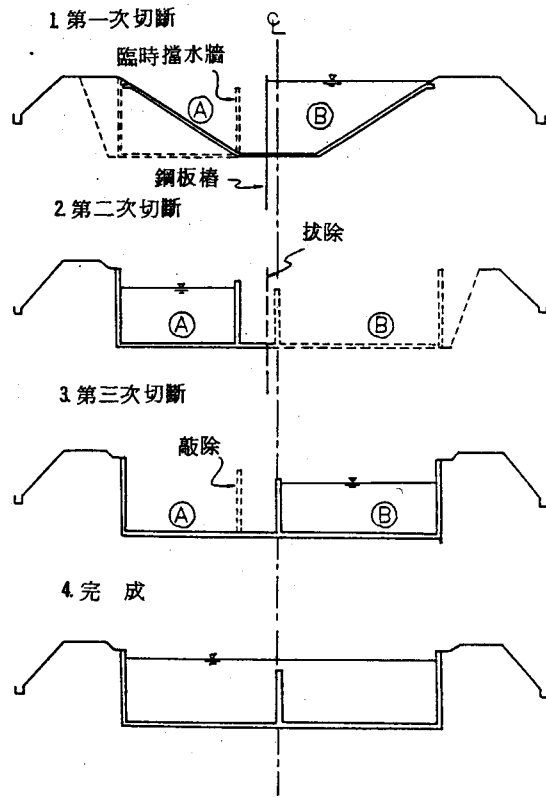 1.第一次切斷
℄
臨時擋水牆
Ⓐ
Ⓑ
鋼板樁
2.第二次切斷
拔除
Ⓐ
Ⓑ
3.第三次切斷
敲除
Ⓐ
Ⓑ
4.完 成